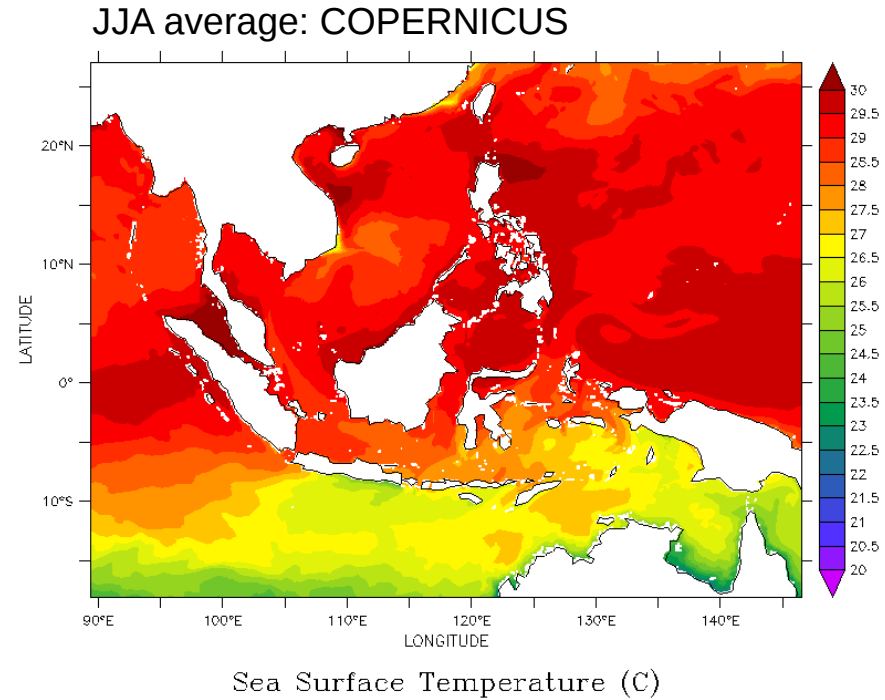 JJA average: COPERNICUS
20°N
10°N
0°
10°S
LATITUDE
90°E
100°E
110°E
120°E
130°E
140°E
LONGITUDE
30
29.5
29
28.5
28
27.5
27
26.5
26
25.5
25
24.5
24
23.5
23
22.5
22
21.5
21
20.5
20
Sea Surface Temperature (C)